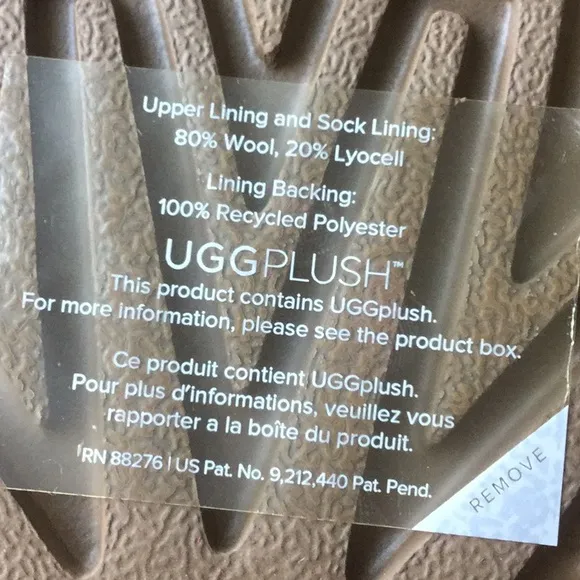 Upper Lining and Sock Lining:
80% Wool, 20% Lyocell
Lining Backing:
100% Recycled Polyester
UGGPLUSH™
This product contains UGGplush.
For more information, please see the product box.
Ce produit contient UGGplush.
Pour plus d'informations, veuillez vous
rapporter a la boîte du produit.
RN 88276 | US Pat. No. 9,212,440 Pat. Pend.
REMOVE